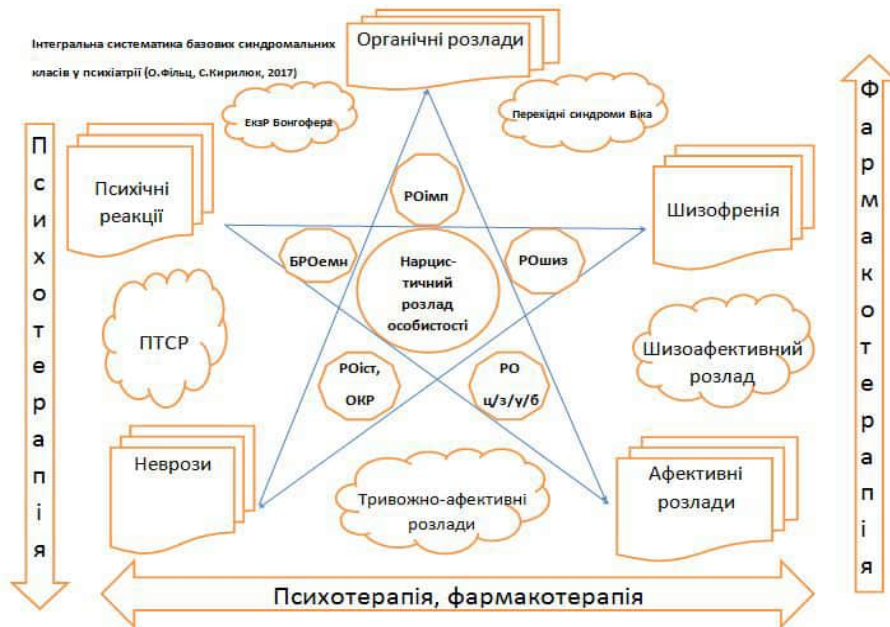 Інтегральна систематика базових синдромальних
класів у психіатрії (О.Фільц, С.Кирилюк, 2017)
Органічні розлади
ЕкзР Бонгофера
Перехідні синдроми Віка
Психотерапія
Фармакотерапія
Психічні
реакції
РОімп
Шизофренія
БРОемн
Нарцис-
тичний
розлад
особистості
РОшиз
ПТСР
Шизоафективний
розлад
РОіст,
ОКР
РО
ц/з/у/б
Неврози
Тривожно-афективні
розлади
Афективні
розлади
Психотерапія, фармакотерапія